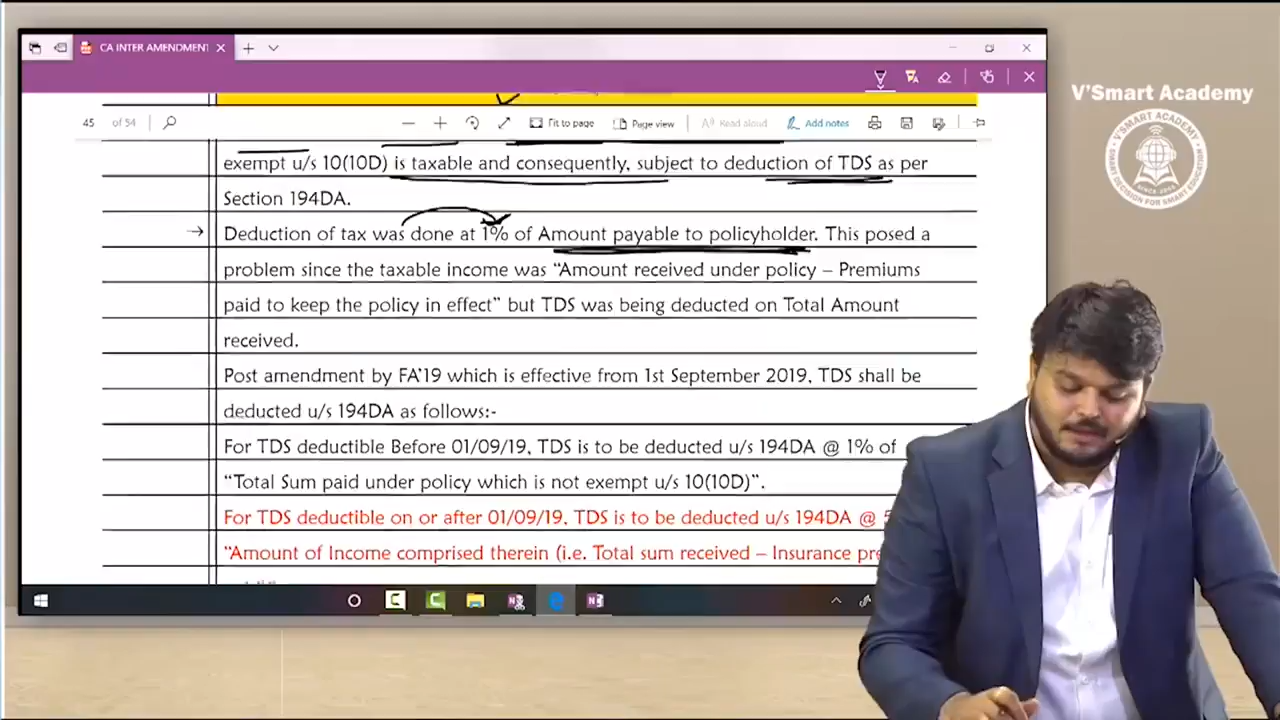 CA INTER AMENDMENT
V'Smart Academy
45 of 54
Fit to page
Page view
Read aloud
Add notes
V'SMART ACADEMY
SINCE-2005
exempt u/s 10(10D) is taxable and consequently, subject to deduction of TDS as per
Section 194DA.
→ Deduction of tax was done at 1% of Amount payable to policyholder. This posed a
problem since the taxable income was “Amount received under policy – Premiums
paid to keep the policy in effect” but TDS was being deducted on Total Amount
received.
Post amendment by FA'19 which is effective from 1st September 2019, TDS shall be
deducted u/s 194DA as follows:-
For TDS deductible Before 01/09/19, TDS is to be deducted u/s 194DA @ 1% of
“Total Sum paid under policy which is not exempt u/s 10(10D)”.
For TDS deductible on or after 01/09/19, TDS is to be deducted u/s 194DA @
“Amount of Income comprised therein (i.e. Total sum received – Insurance